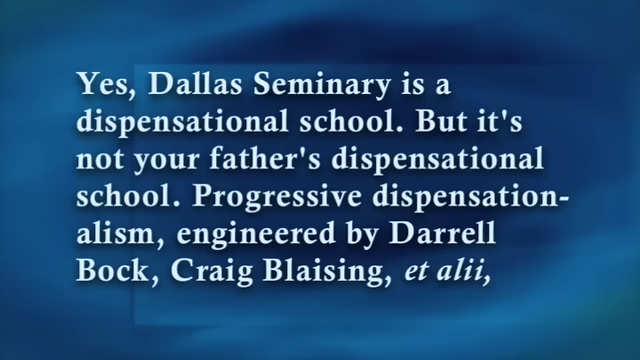 Yes, Dallas Seminary is a
dispensational school. But it's
not your father's dispensational
school. Progressive dispensation-
alism, engineered by Darrell
Bock, Craig Blaising, et alii,